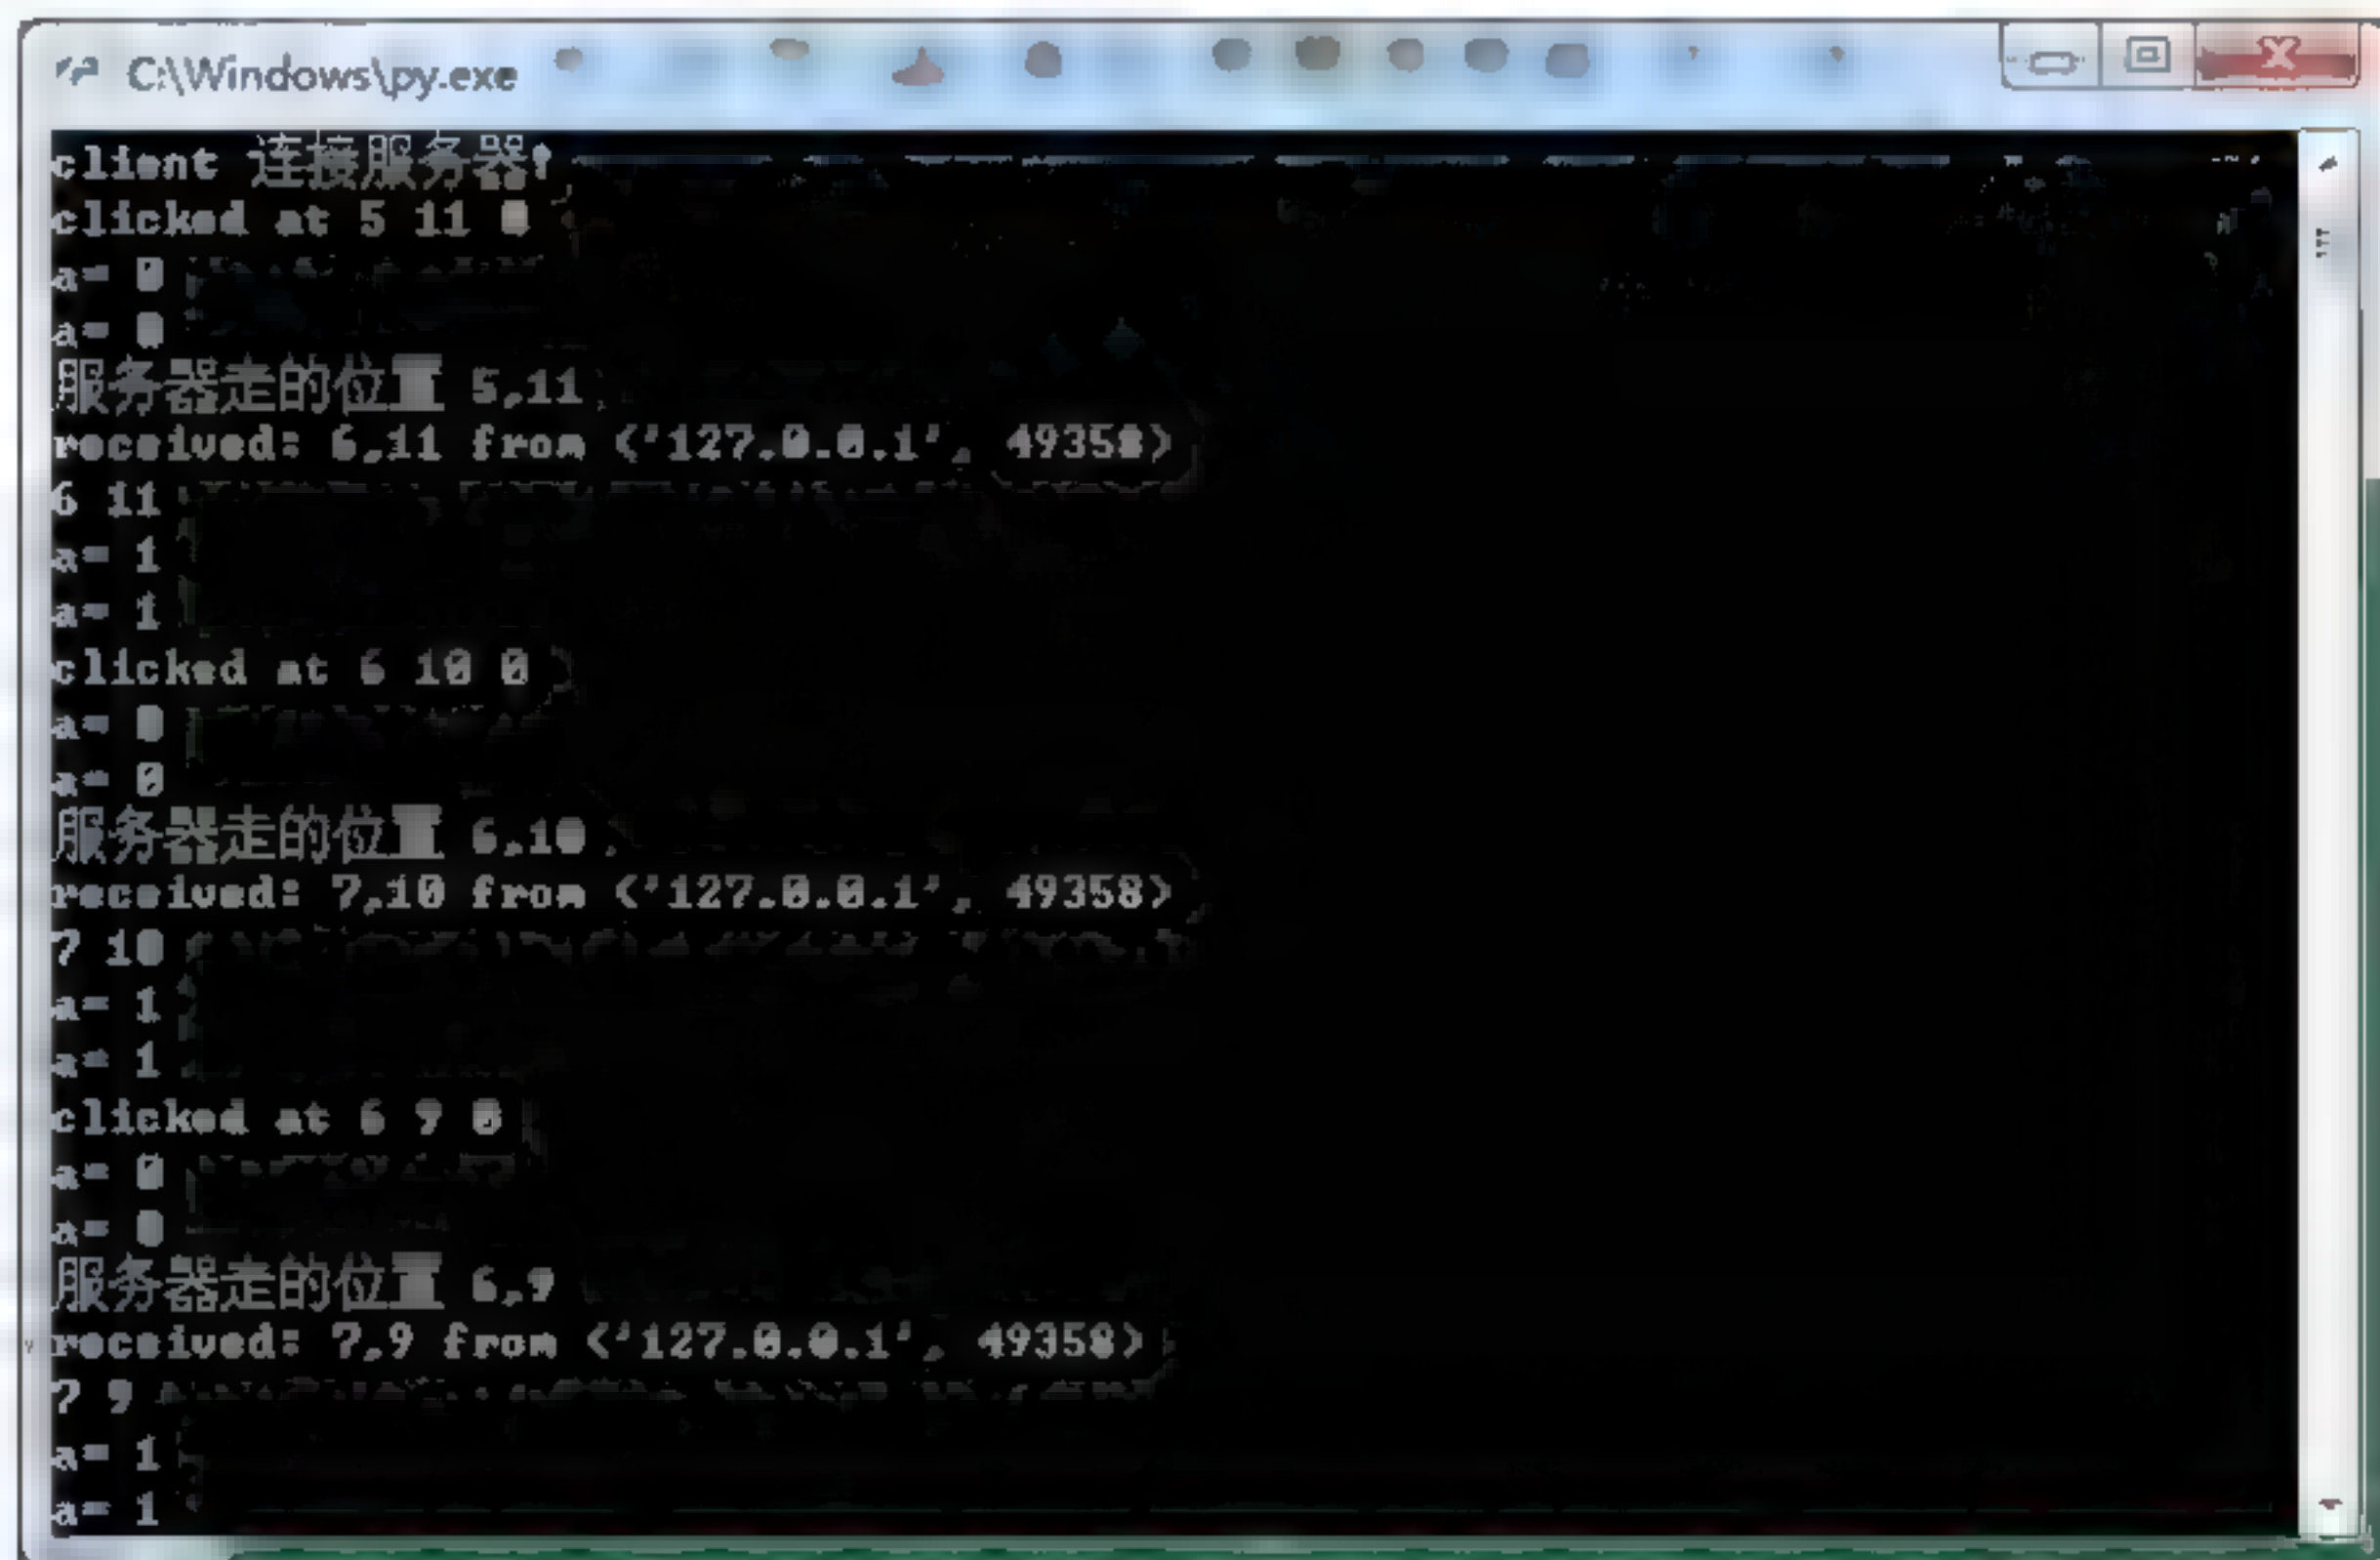 C:\Windows\py.exe
client 连接服务器!
clicked at 5 11 0
a= 0
a= 0
服务器走的位置 5,11
received: 6,11 from ('127.0.0.1', 49358)
6 11
a= 1
a= 1
clicked at 6 10 0
a= 0
a= 0
服务器走的位置 6,10
received: 7,10 from ('127.0.0.1', 49358)
7 10
a= 1
a= 1
clicked at 6 9 0
a= 0
a= 0
服务器走的位置 6,9
received: 7,9 from ('127.0.0.1', 49358)
7 9
a= 1
a= 1